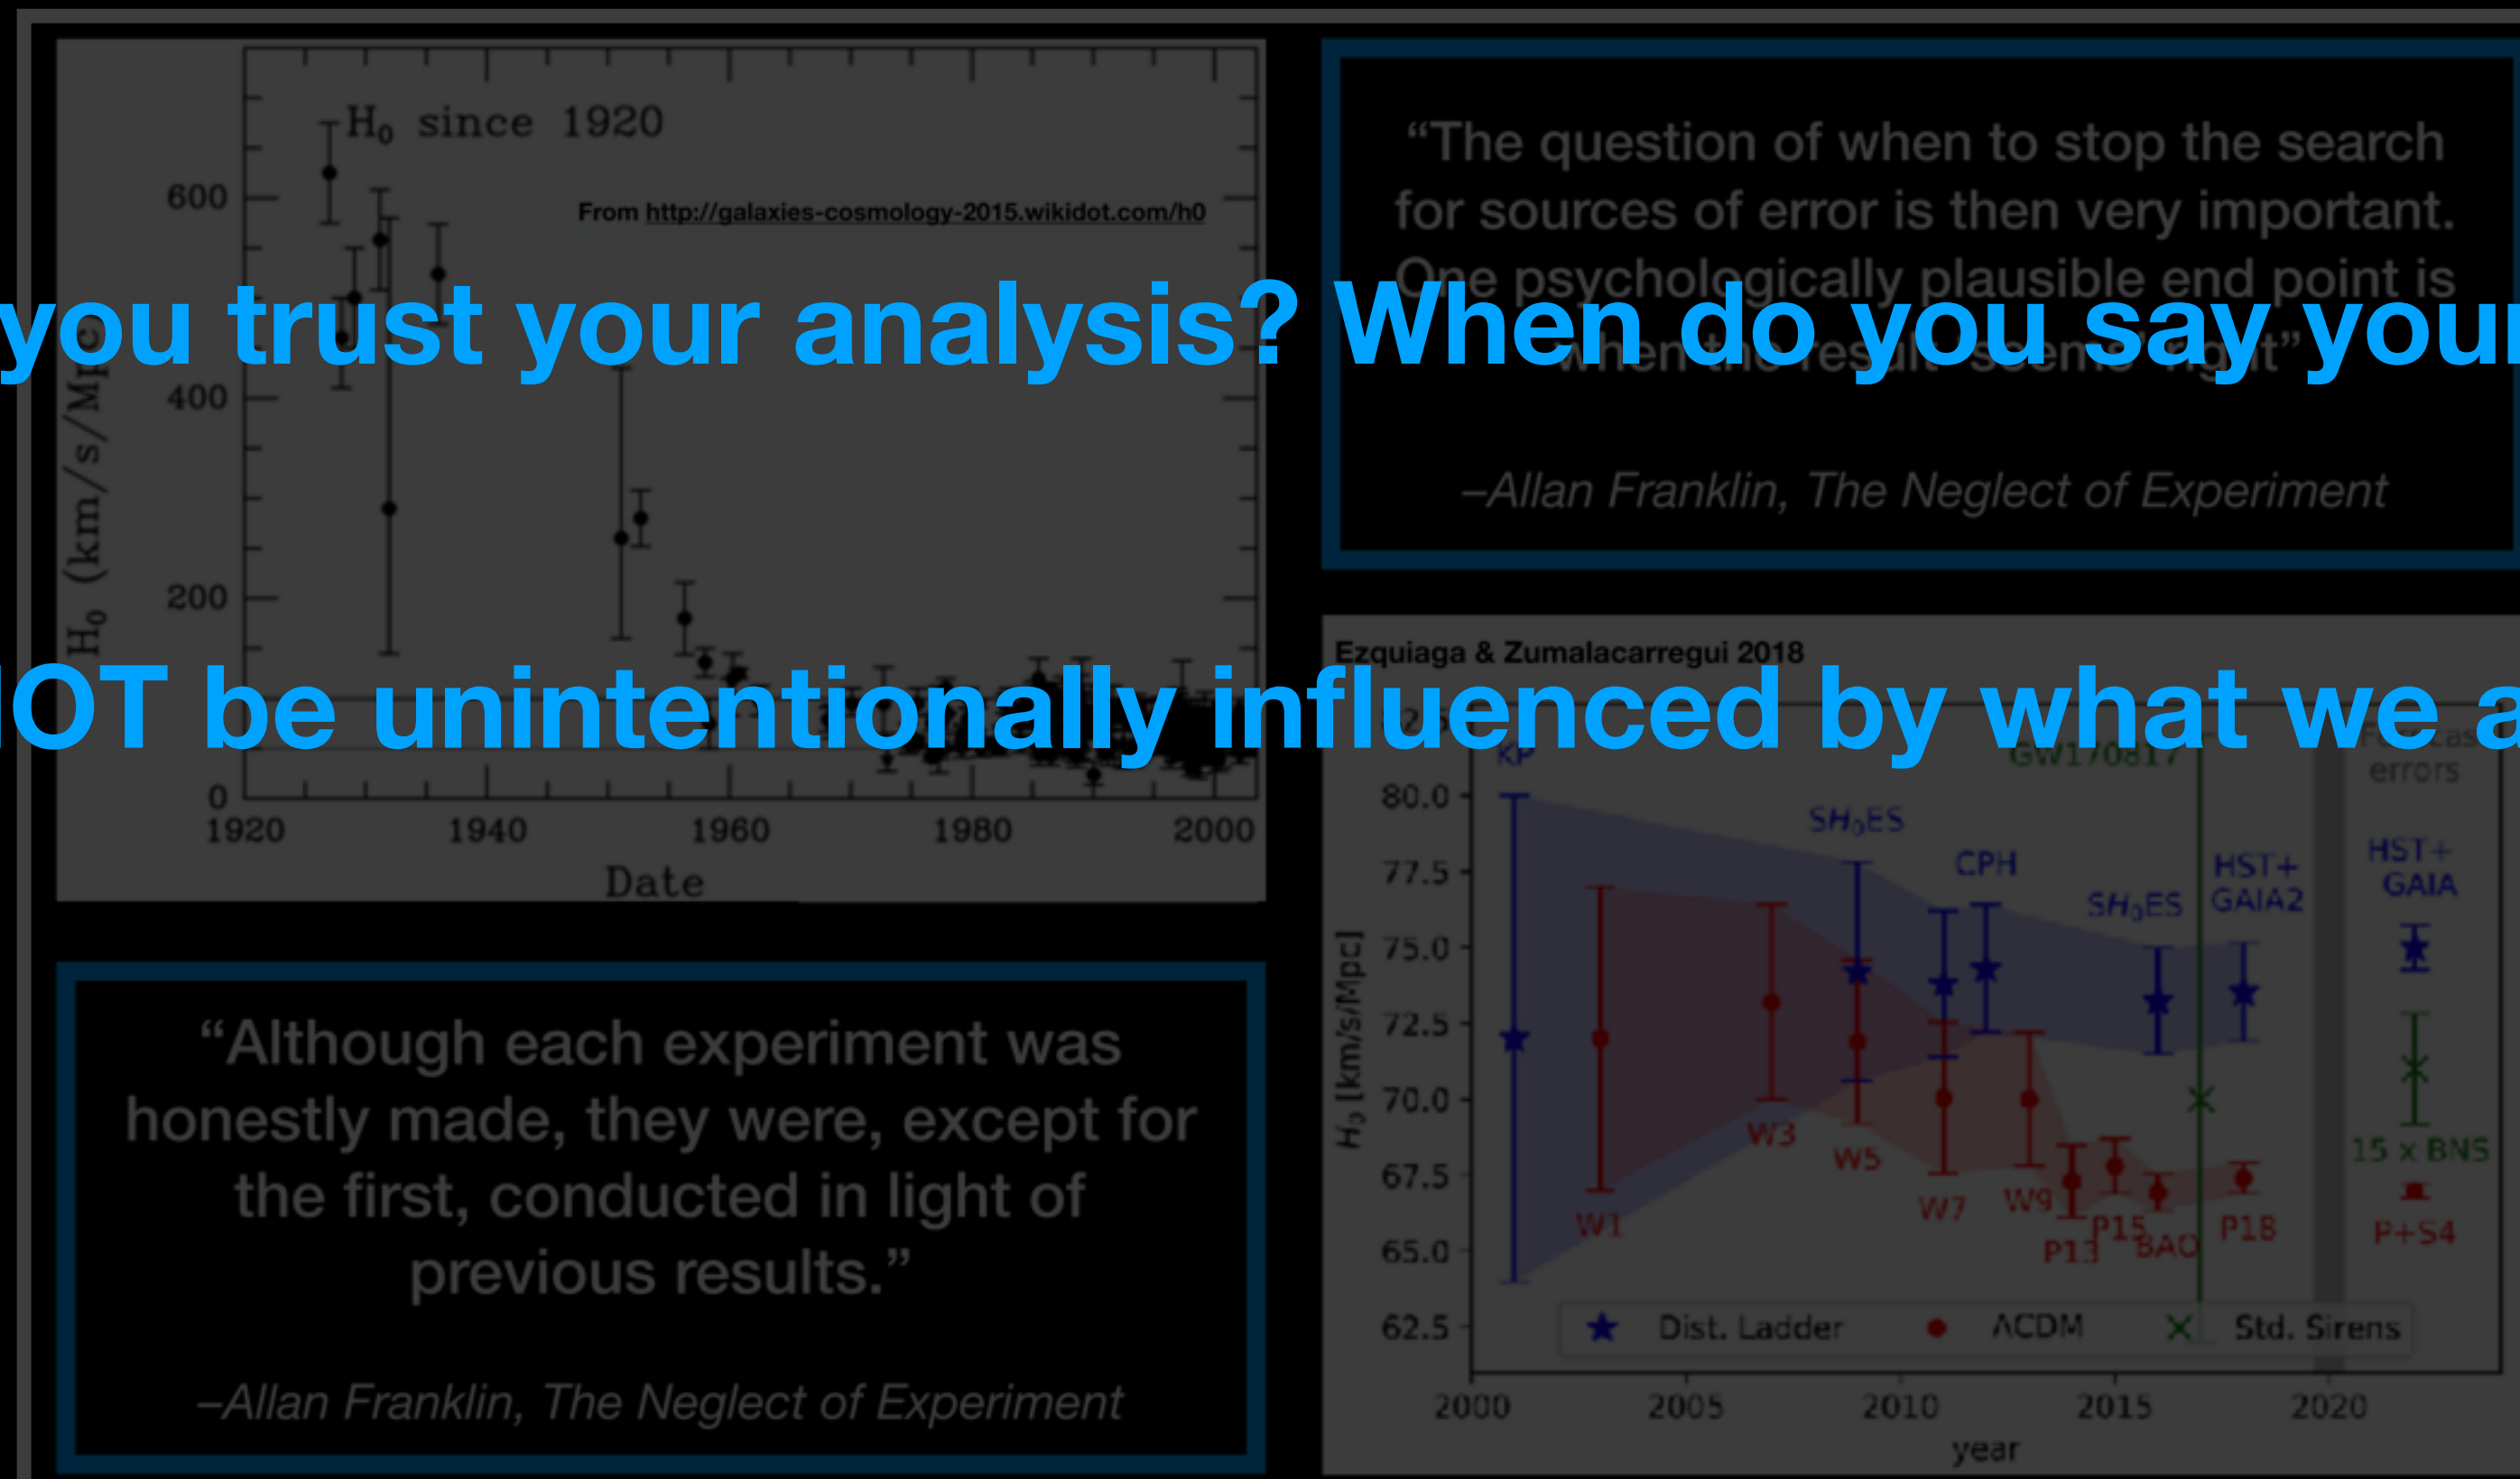 H₀ since 1920
From http://galaxies-cosmology-2015.wikidot.com/h0
600
400
200
0
H₀ (km/s/Mpc
1920 1940 1960 1980 2000
Date
“The question of when to stop the search
for sources of error is then very important.
One psychologically plausible end point is
when the result ‘seems’ right”
–Allan Franklin, The Neglect of Experiment
you trust your analysis? When do you say your
OT be unintentionally influenced by what we a
“Although each experiment was
honestly made, they were, except for
the first, conducted in light of
previous results.”
–Allan Franklin, The Neglect of Experiment
Ezquiaga & Zumalacarregui 2018
KP
GW170817
errors
SH₀ES
CPH
SH₀ES
HST+
GAIA2
HST+
GAIA
80.0
77.5
75.0
72.5
70.0
67.5
65.0
62.5
H₀ [km/s/Mpc]
W1
W3
W5
W7
W9
P13
P15
BAO
P18
15 x BNS
P+S4
Dist. Ladder ΛCDM Std. Sirens
2000 2005 2010 2015 2020
year